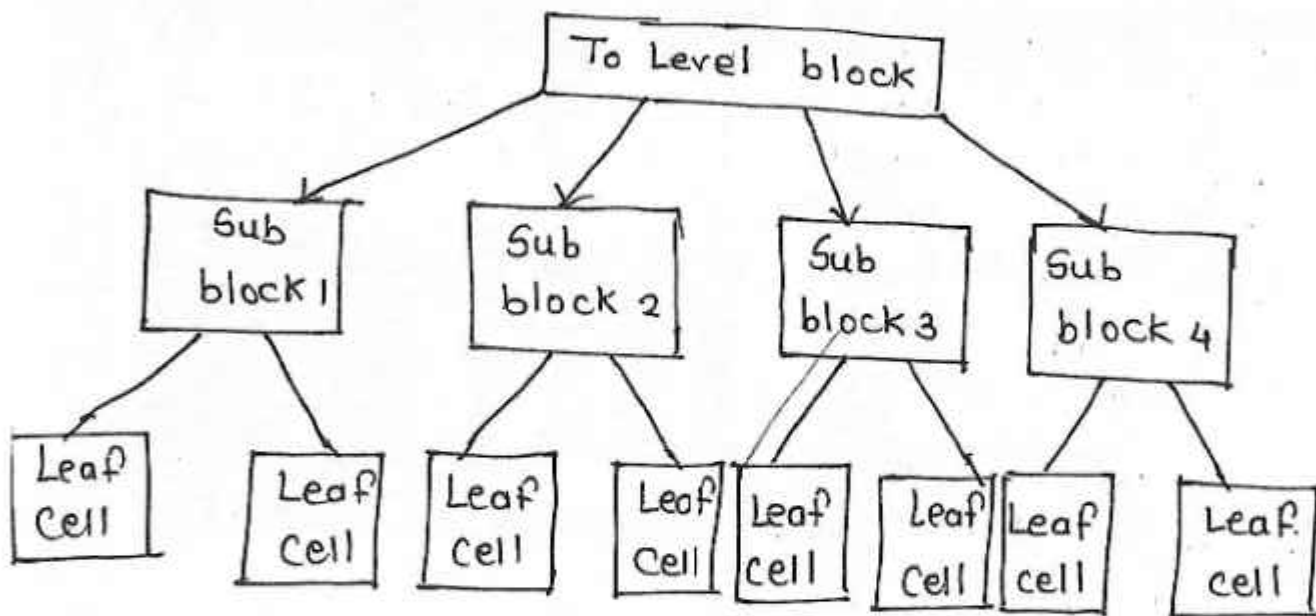 To Level block
Sub
block 1
Sub
block 2
Sub
block 3
Sub
block 4
Leaf
cell
Leaf
cell
Leaf
cell
Leaf
cell
Leaf
cell
Leaf
cell
Leaf
cell
Leaf
cell